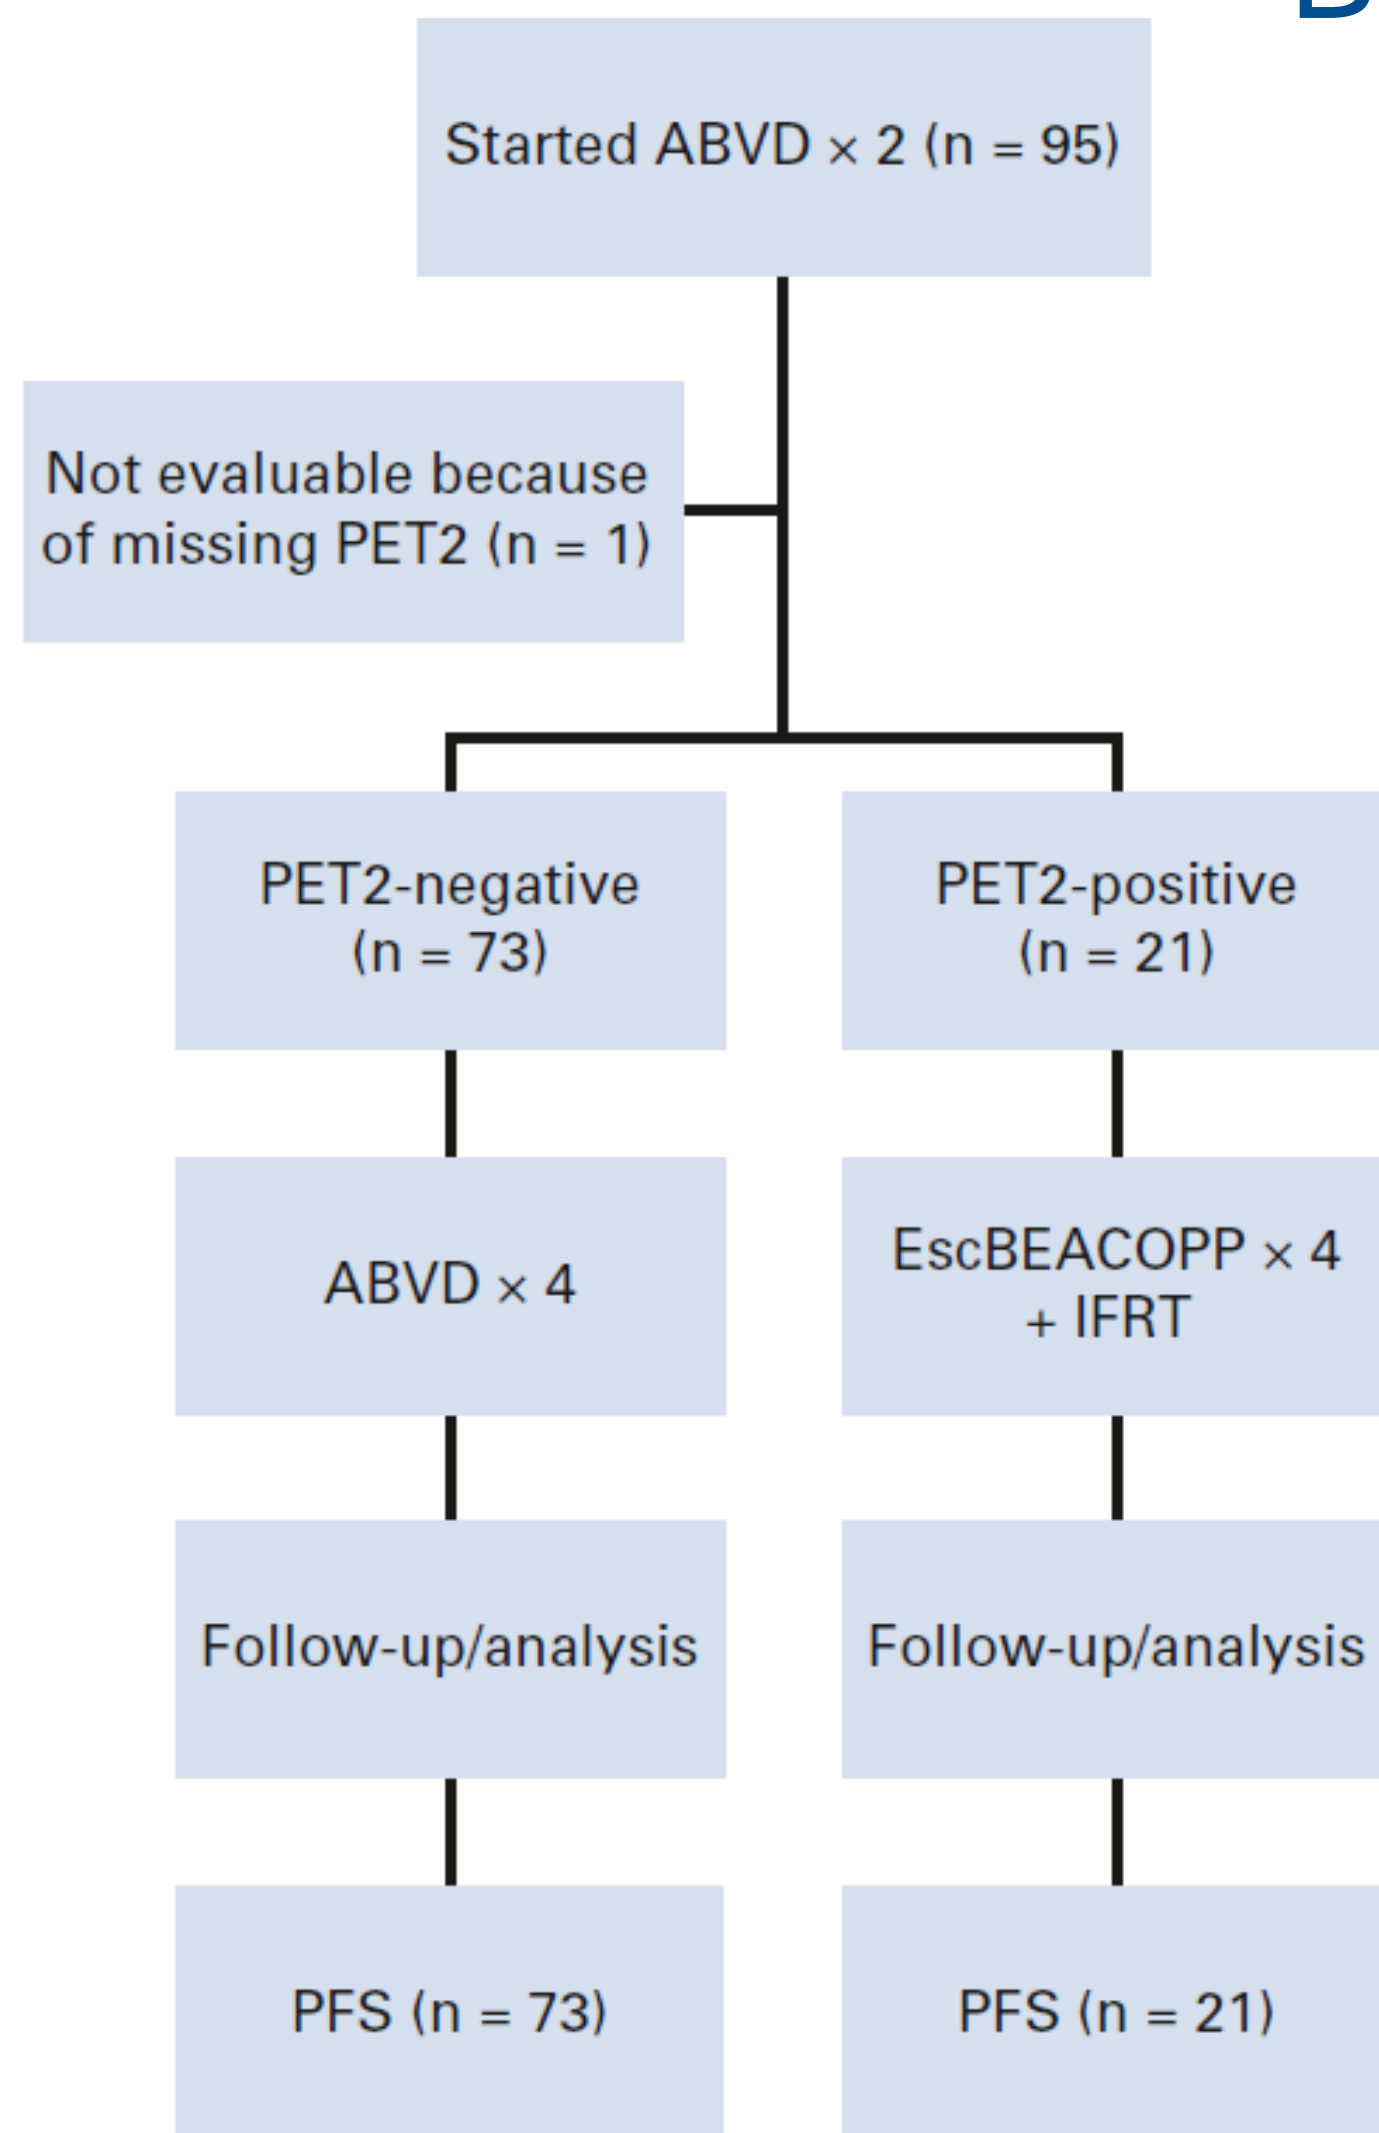 Started ABVD × 2 (n = 95)
Not evaluable because
of missing PET2 (n = 1)
PET2-negative
(n = 73)
PET2-positive
(n = 21)
ABVD × 4
EscBEACOPP × 4
+ IFRT
Follow-up/analysis
Follow-up/analysis
PFS (n = 73)
PFS (n = 21)